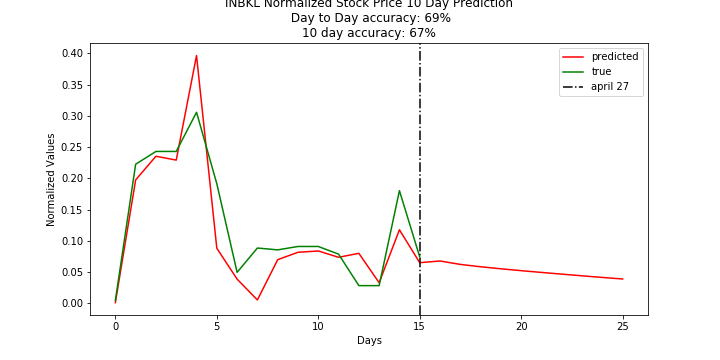 INBKL Normalized Stock Price 10 Day Prediction
Day to Day accuracy: 69%
10 day accuracy: 67%
predicted
true
april 27
Normalized Values
0.40
0.35
0.30
0.25
0.20
0.15
0.10
0.05
0.00
0
5
10
15
20
25
Days